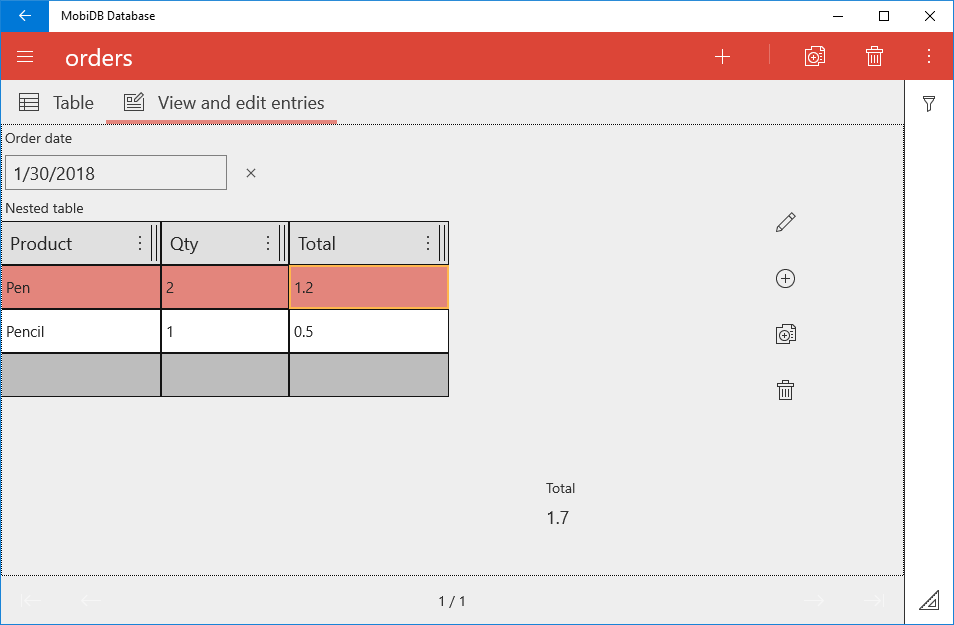 MobiDB Database
orders
Table View and edit entries
Order date
1/30/2018
Nested table
Product Qty Total
Pen 2 1.2
Pencil 1 0.5
Total
1.7
1 / 1